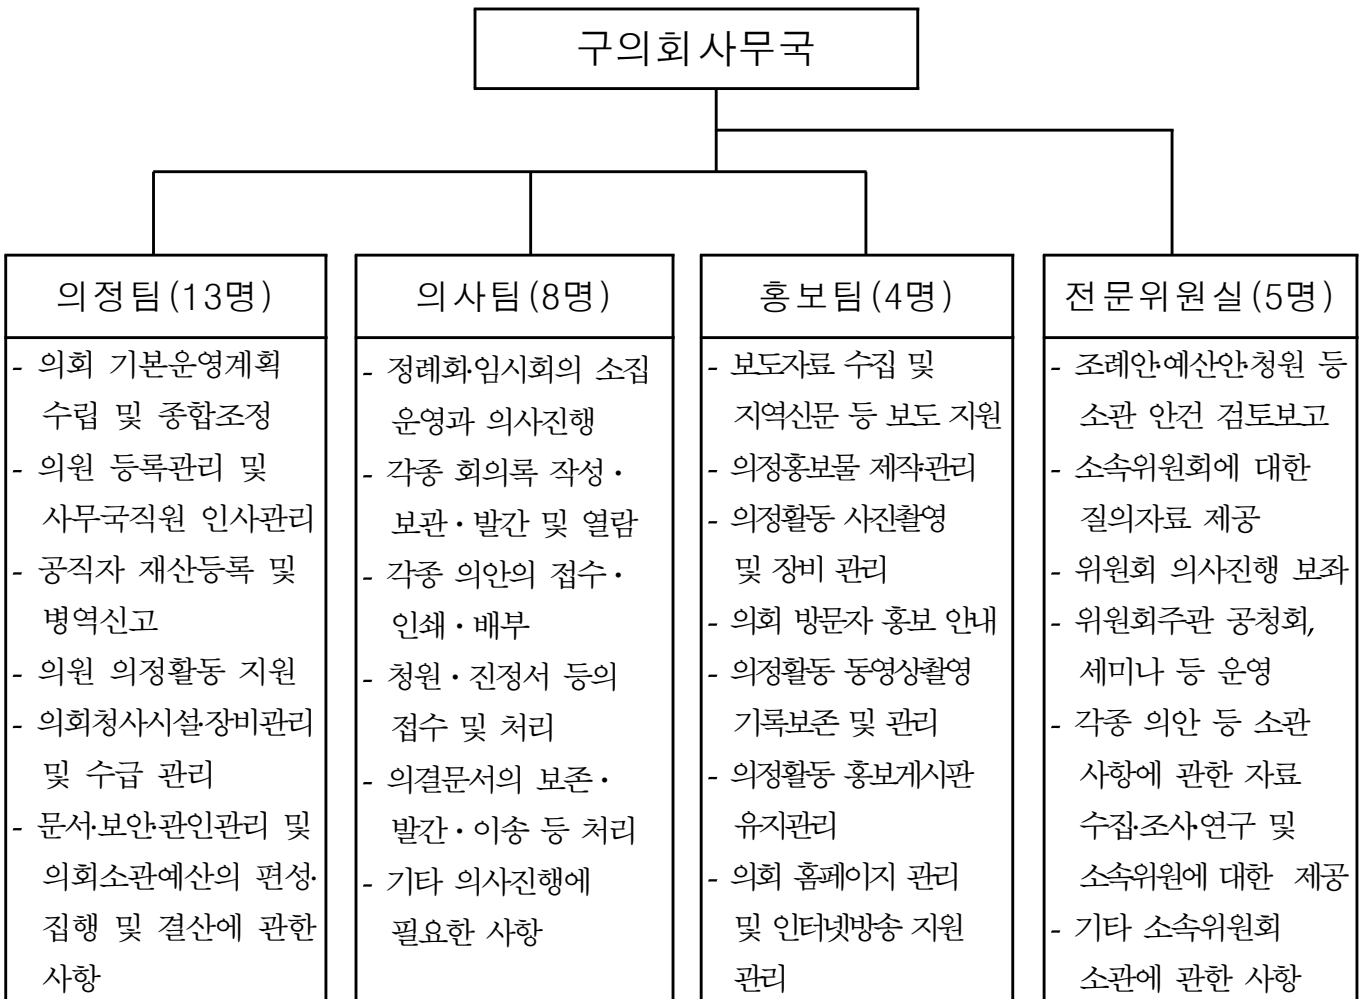 구의회사무국
의정팀(13명)
- 의회 기본운영계획
수립 및 종합조정
- 의원 등록관리 및
사무국직원 인사관리
- 공직자 재산등록 및
병역신고
- 의원 의정활동 지원
- 의회청사시설·장비관리
및 수급 관리
- 문서·보안·관인관리 및
의회소관예산의 편성·
집행 및 결산에 관한
사항
의사팀(8명)
- 정례회·임시회의 소집
운영과 의사진행
- 각종 회의록 작성·
보관·발간 및 열람
- 각종 의안의 접수·
인쇄·배부
- 청원·진정서 등의
접수 및 처리
- 의결문서의 보존·
발간·이송 등 처리
- 기타 의사진행에
필요한 사항
홍보팀(4명)
- 보도자료 수집 및
지역신문 등 보도 지원
- 의정홍보물 제작·관리
- 의정활동 사진촬영
및 장비 관리
- 의회 방문자 홍보 안내
- 의정활동 동영상촬영
기록보존 및 관리
- 의정활동 홍보게시판
유지관리
- 의회 홈페이지 관리
및 인터넷방송 지원
관리
전문위원실(5명)
- 조례안·예산안·청원 등
소관 안건 검토보고
- 소속위원회에 대한
질의자료 제공
- 위원회 의사진행 보좌
- 위원회주관 공청회,
세미나 등 운영
- 각종 의안 등 소관
사항에 관한 자료
수집·조사·연구 및
소속위원에 대한 제공
- 기타 소속위원회
소관에 관한 사항